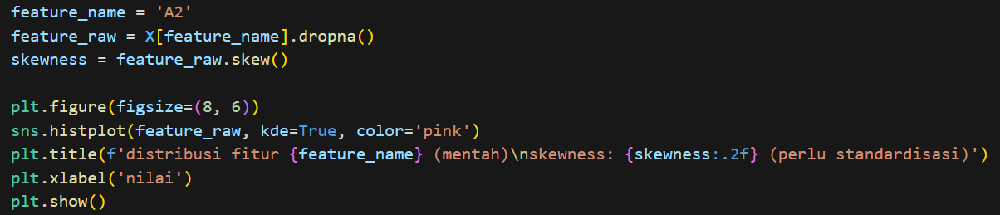 feature_name = 'A2'
feature_raw = X[feature_name].dropna()
skewness = feature_raw.skew()

plt.figure(figsize=(8, 6))
sns.histplot(feature_raw, kde=True, color='pink')
plt.title(f'distribusi fitur {feature_name} (mentah)\nskewness: {skewness:.2f} (perlu standardisasi)')
plt.xlabel('nilai')
plt.show()